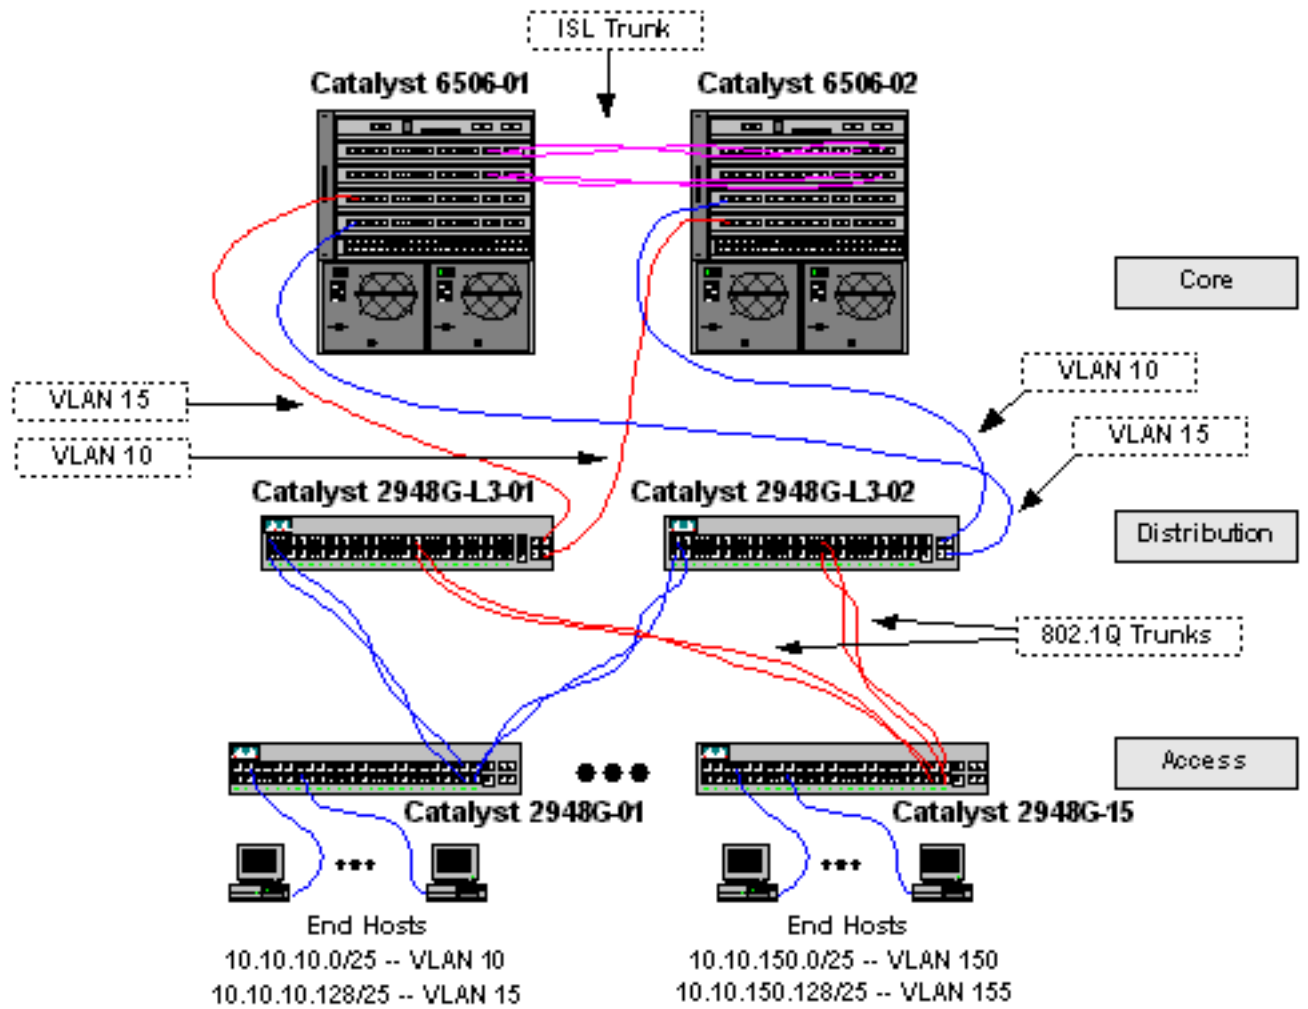 ISL Trunk
Catalyst 6506-01
Catalyst 6506-02
Core
VLAN 10
VLAN 15
VLAN 15
VLAN 10
Catalyst 2948G-L3-01
Catalyst 2948G-L3-02
Distribution
802.1Q Trunks
Access
Catalyst 2948G-01
Catalyst 2948G-15
End Hosts
10.10.10.0/25 -- VLAN 10
10.10.10.128/25 -- VLAN 15
End Hosts
10.10.150.0/25 -- VLAN 150
10.10.150.128/25 -- VLAN 155